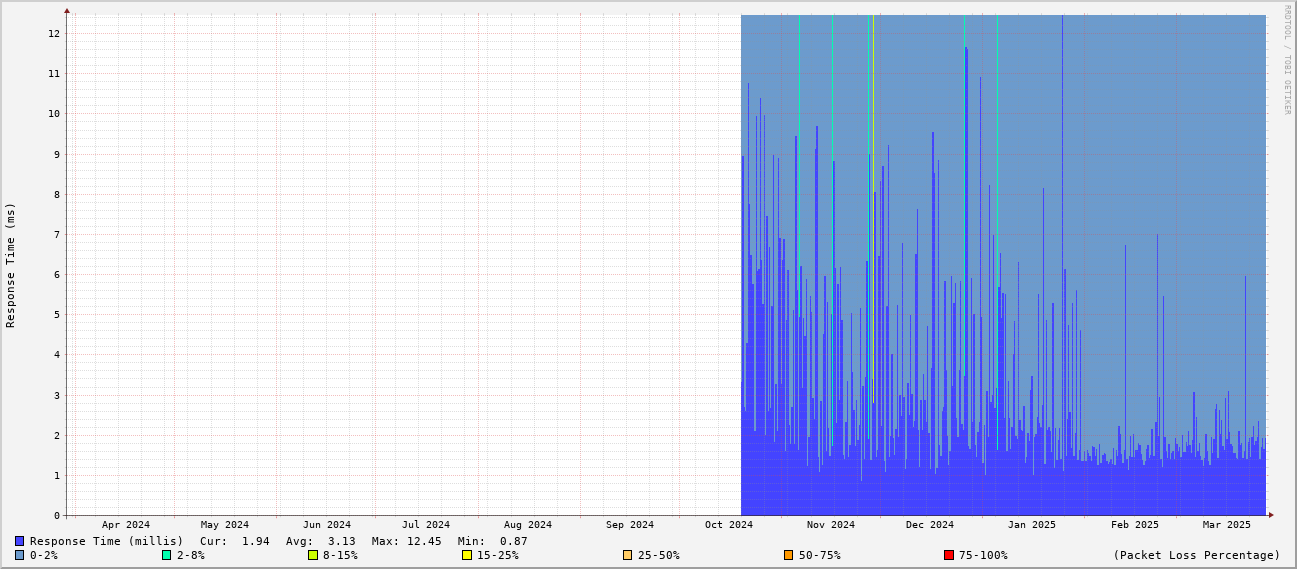 RRDTOOL / TOBI OETIKER
Response Time (ms)
12
11
10
9
8
7
6
5
4
3
2
1
0
Apr 2024 May 2024 Jun 2024 Jul 2024 Aug 2024 Sep 2024 Oct 2024 Nov 2024 Dec 2024 Jan 2025 Feb 2025 Mar 2025
Response Time (millis) Cur: 1.94 Avg: 3.13 Max: 12.45 Min: 0.87
0-2% 2-8% 8-15% 15-25% 25-50% 50-75% 75-100% (Packet Loss Percentage)